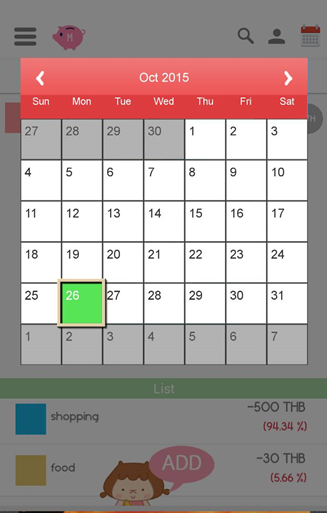 M
Oct 2015
Sun Mon Tue Wed Thu Fri Sat
27 28 29 30 1 2 3
4 5 6 7 8 9 10
11 12 13 14 15 16 17
18 19 20 21 22 23 24
25 26 27 28 29 30 31
1 2 3 4 5 6 7
List
shopping -500 THB
(94.34 %)
food -30 THB
(5.66 %)
ADD